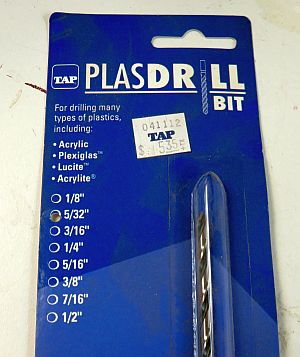 TAP PLASDRILL
BIT
For drilling many
types of plastics,
including:
• Acrylic
• Plexiglas™
• Lucite™
• Acrylite®
041112
TAP
1/8"
5/32"
3/16"
1/4"
5/16"
3/8"
7/16"
1/2"